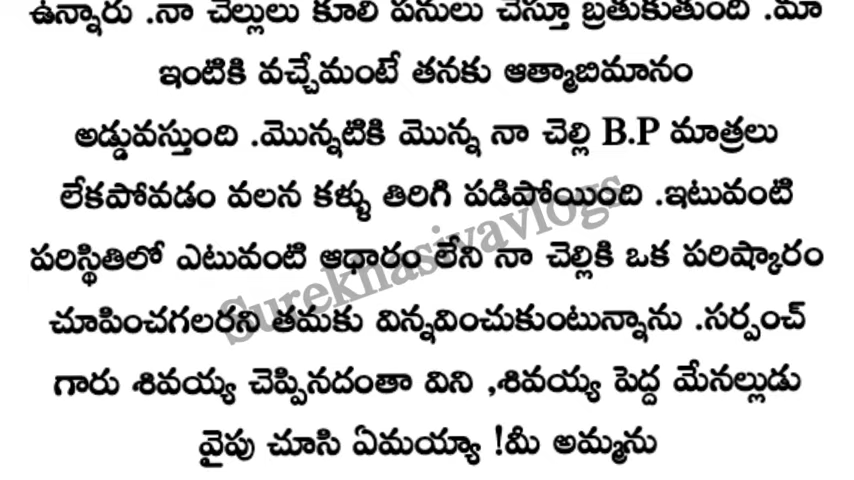 ఉన్నారు .నా చెల్లులు కూలి పనులు చేస్తూ బ్రతుకుతుంది .మా
ఇంటికి వచ్చేమంటే తనకు ఆత్మాబిమానం
అడ్డువస్తుంది .మొన్నటికి మొన్న నా చెల్లి B.P మాత్రలు
లేకపోవడం వలన కళ్ళు తిరిగి పడిపోయింది .ఇటువంటి
పరిస్థితిలో ఎటువంటి ఆధారం లేని నా చెల్లికి ఒక పరిష్కారం
చూపించగలరని తమకు విన్నవించుకుంటున్నాను .సర్పంచ్
గారు శివయ్య చెప్పినదంతా విని ,శివయ్య పెద్ద మేనల్లుడు
వైపు చూసి ఏమయ్యా !మీ అమ్మను
Surekhasivavlogs